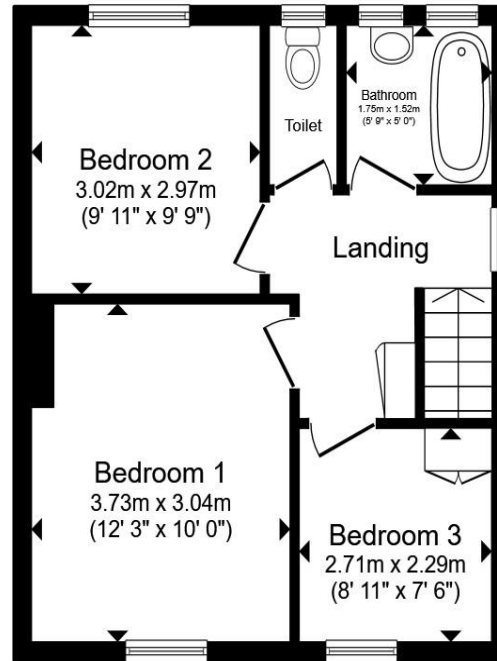 Bedroom 2
3.02m x 2.97m
(9' 11" x 9' 9")
Toilet
Bathroom
1.75m x 1.52m
(5' 9" x 5' 0")
Landing
Bedroom 1
3.73m x 3.04m
(12' 3" x 10' 0")
Bedroom 3
2.71m x 2.29m
(8' 11" x 7' 6")